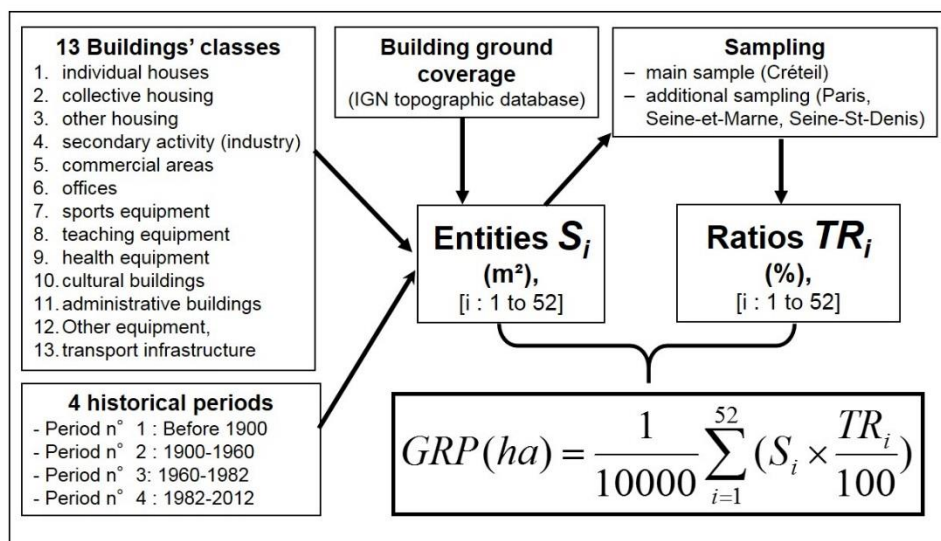 13 Buildings' classes
1. individual houses
2. collective housing
3. other housing
4. secondary activity (industry)
5. commercial areas
6. offices
7. sports equipment
8. teaching equipment
9. health equipment
10. cultural buildings
11. administrative buildings
12. Other equipment,
13. transport infrastructure
4 historical periods
- Period n° 1 : Before 1900
- Period n° 2 : 1900-1960
- Period n° 3: 1960-1982
- Period n° 4 : 1982-2012
Building ground
coverage
(IGN topographic database)
Sampling
– main sample (Créteil)
– additional sampling (Paris,
Seine-et-Marne, Seine-St-Denis)
Entities S_i
(m²),
[i : 1 to 52]
Ratios TR_i
(%),
[i : 1 to 52]
GRP(ha) = \frac{1}{10000} \sum_{i=1}^{52} (S_i × \frac{TR_i}{100})